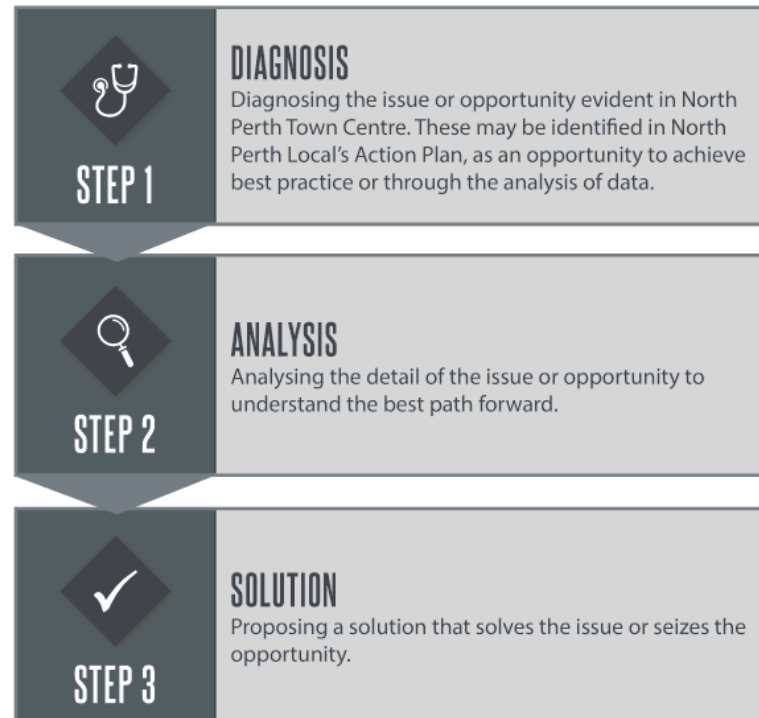 STEP 1
DIAGNOSIS
Diagnosing the issue or opportunity evident in North
Perth Town Centre. These may be identified in North
Perth Local's Action Plan, as an opportunity to achieve
best practice or through the analysis of data.
STEP 2
ANALYSIS
Analysing the detail of the issue or opportunity to
understand the best path forward.
STEP 3
SOLUTION
Proposing a solution that solves the issue or seizes the
opportunity.